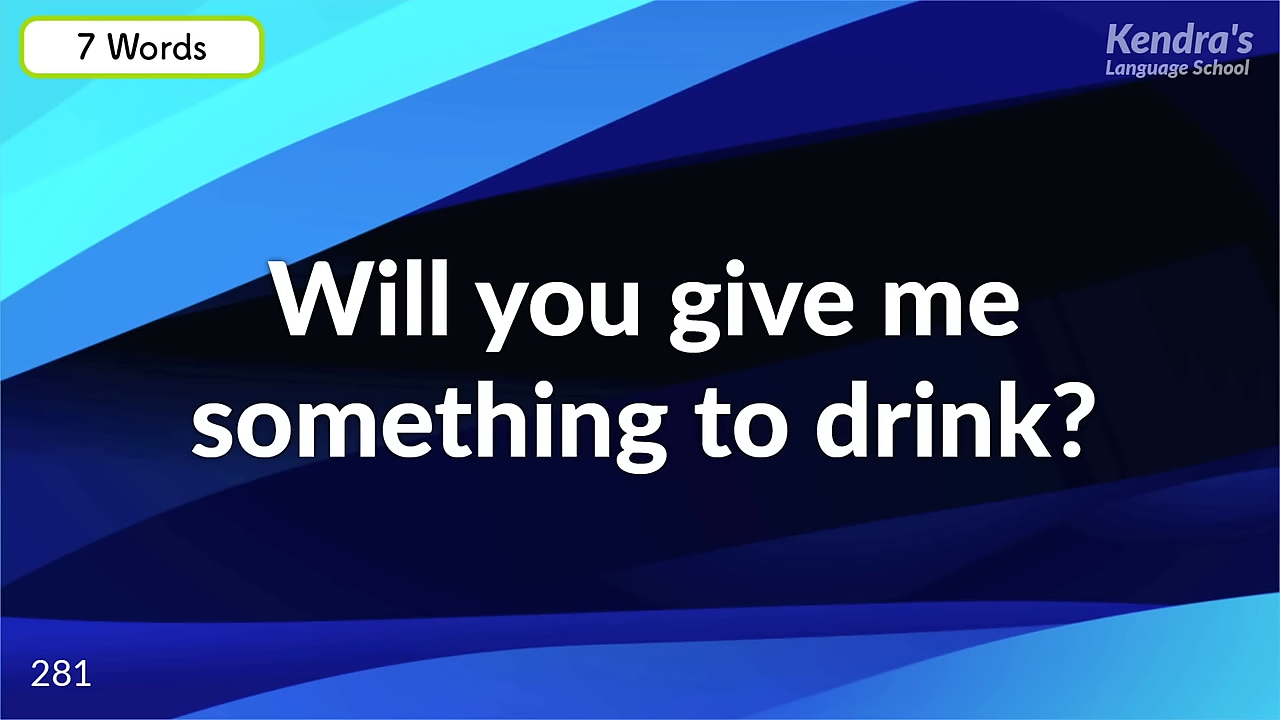 7 Words
Kendra's
Language School
Will you give me
something to drink?
281